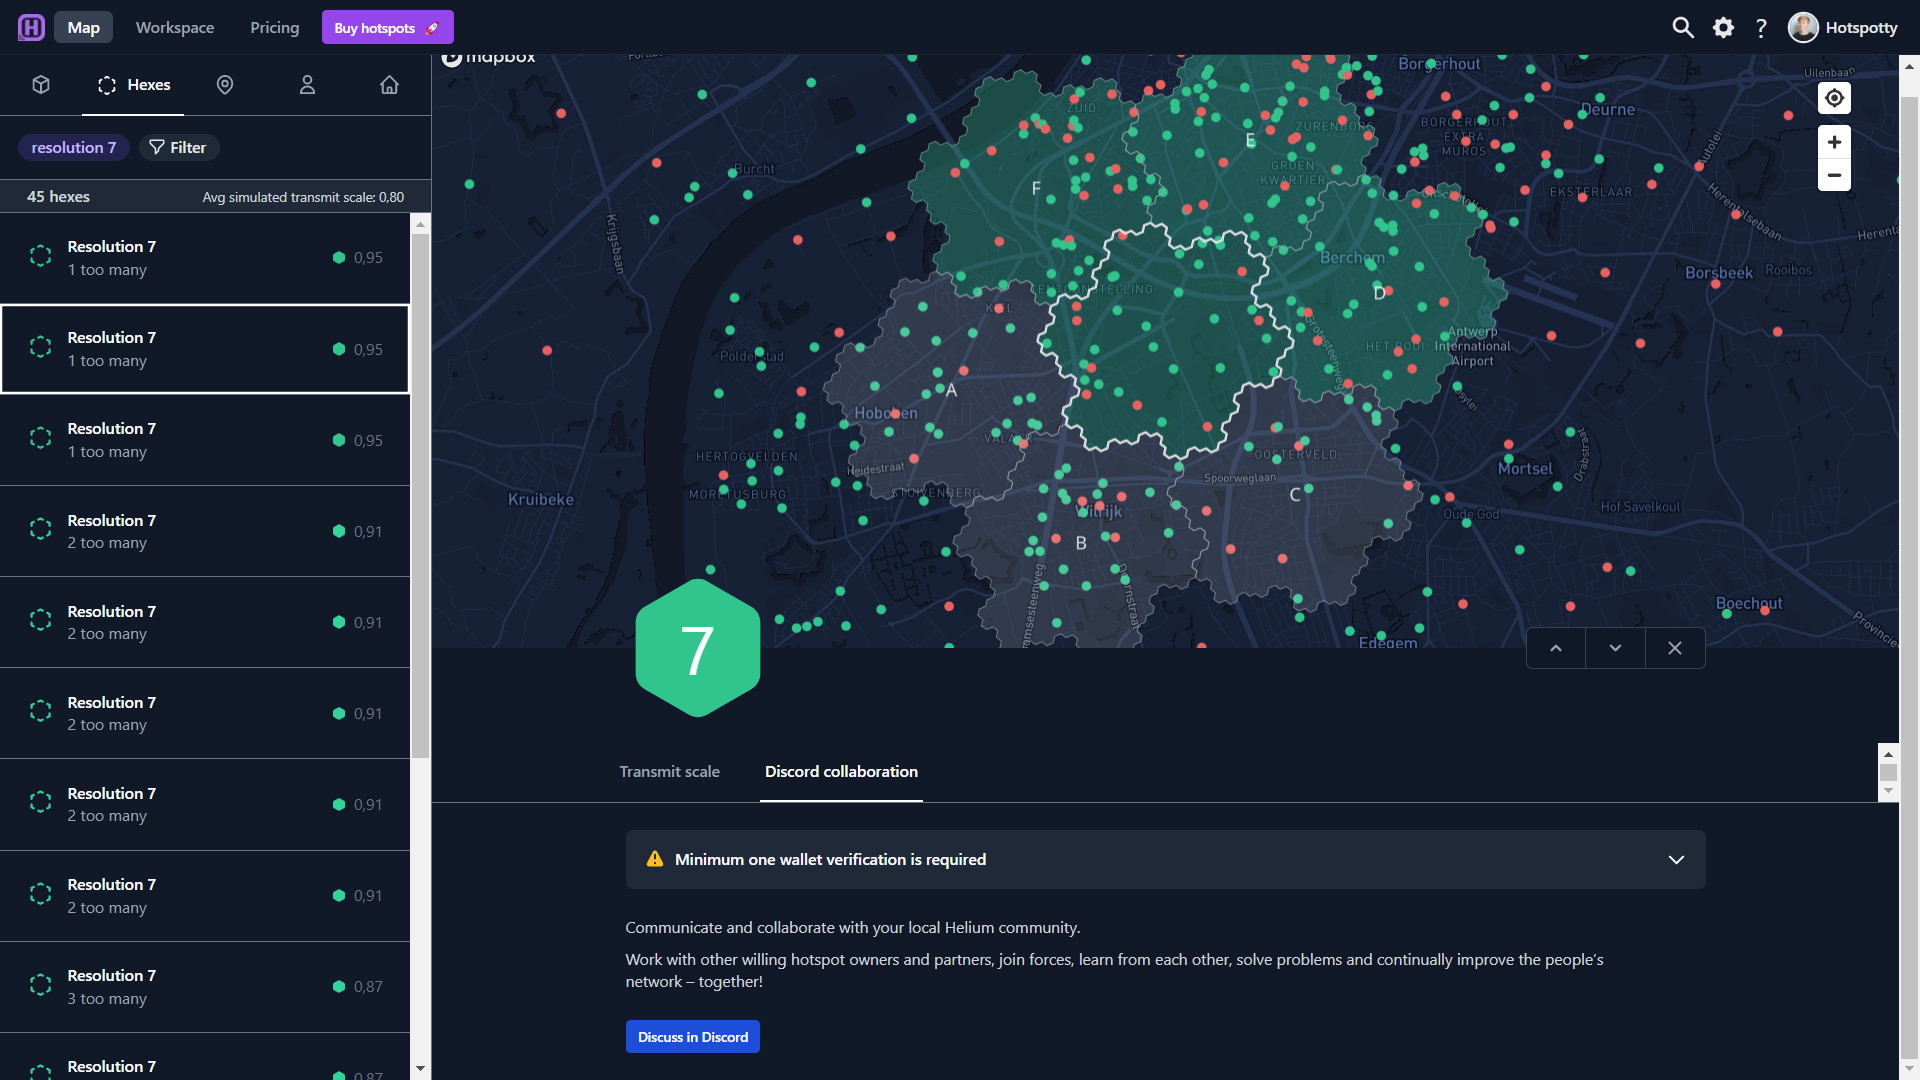 H
Map
Workspace
Pricing
Buy hotspots
Hotspotty
Hexes
resolution 7
Filter
45 hexes
Avg simulated transmit scale: 0,80
Resolution 7
1 too many
0,95
Resolution 7
1 too many
0,95
Resolution 7
1 too many
0,95
Resolution 7
2 too many
0,91
Resolution 7
2 too many
0,91
Resolution 7
2 too many
0,91
Resolution 7
2 too many
0,91
Resolution 7
2 too many
0,91
Resolution 7
3 too many
0,87
Resolution 7
0,87
mapbox
Borgerhout
Uilenbaan
Deurne
ZUID
ZURENBORG
BORGERHOUT
EXTRA
MUROS
E
GROEN
KWARTIER
Autolei
Burcht
F
EKSTERLAAR
Herentalsebaan
Krijgsbaan
Berchem
Borsbeek
Rooibos
D
KIEL
Grotesteenweg
Antwerp
International
Airport
HET ROOI
Polderstad
A
Hoboken
HERTOGVELDEN
Heidestraat
MORETUSBURG
Kruibeke
OOSTERVELD
Spoorweglaan
C
Wilrijk
B
Mortsel
Drabstraat
Oude God
Hof Savelkoul
Boechout
Edegem
7
Transmit scale
Discord collaboration
Minimum one wallet verification is required
Communicate and collaborate with your local Helium community.
Work with other willing hotspot owners and partners, join forces, learn from each other, solve problems and continually improve the people's
network – together!
Discuss in Discord